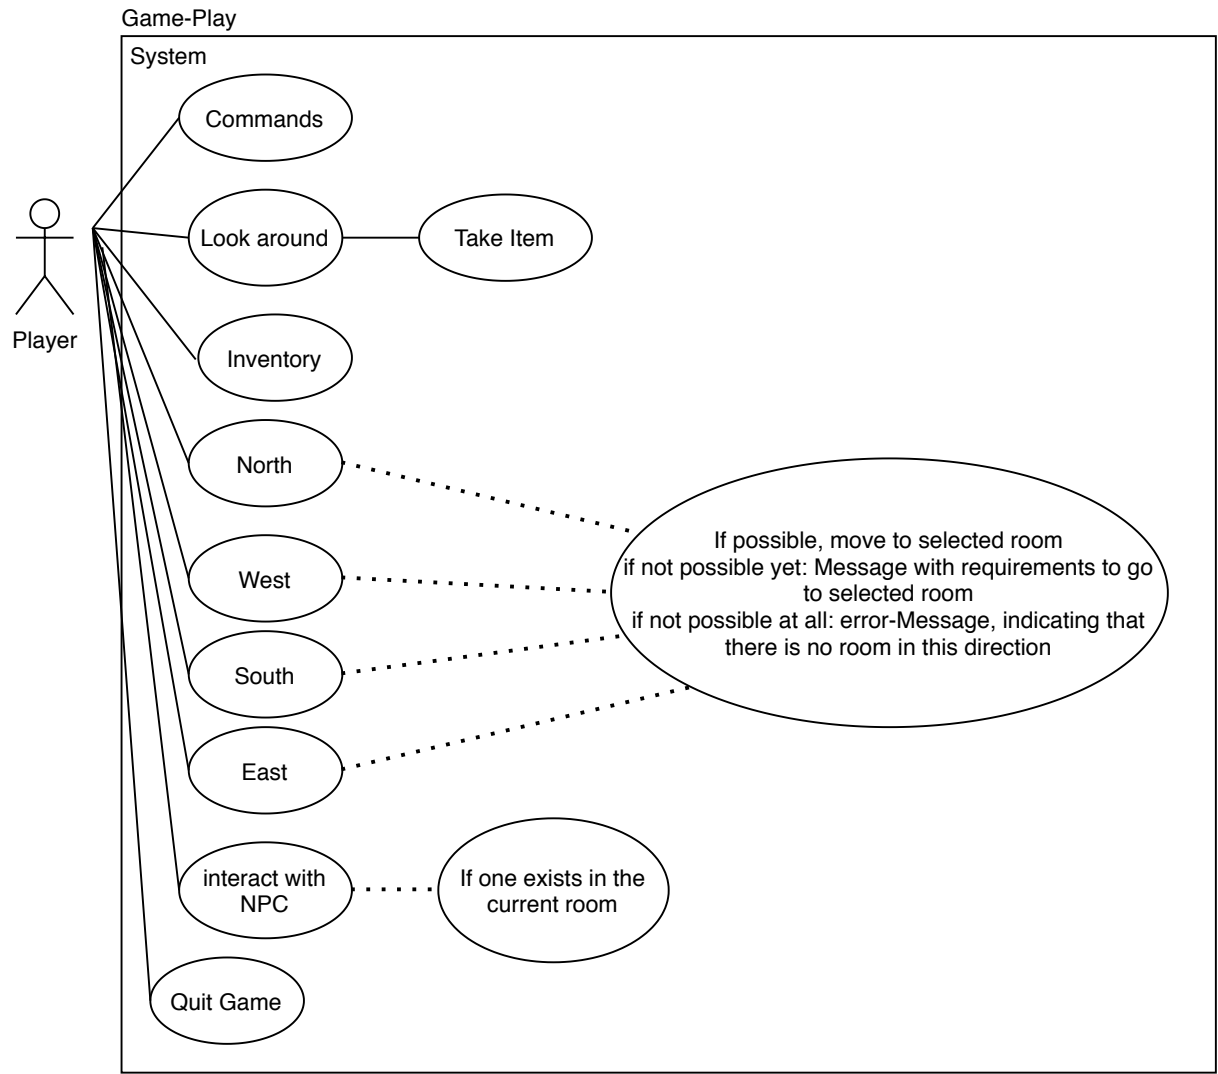 Game-Play
System
Commands
Look around
Take Item
Player
Inventory
North
If possible, move to selected room
if not possible yet: Message with requirements to go
to selected room
if not possible at all: error-Message, indicating that
there is no room in this direction
West
South
East
interact with
NPC
If one exists in the
current room
Quit Game